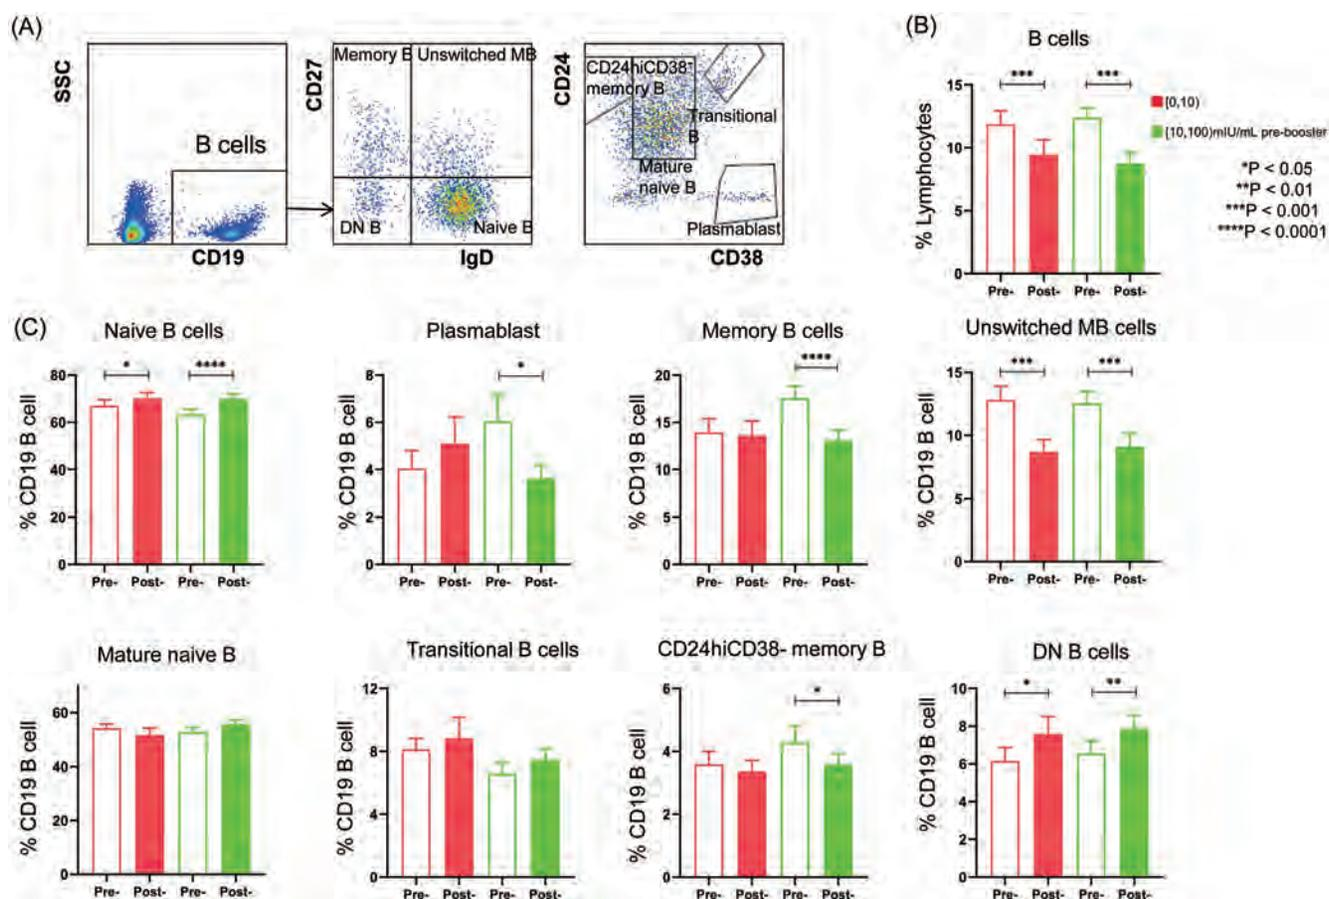 (A)
SSC
B cells
CD19
CD27
Memory B
Unswitched MB
DN B
Naive B
IgD
CD24
CD24hiCD38-
memory B
Transitional
B
Mature
naive B
Plasmablast
CD38
(B)
B cells
% Lymphocytes
15
10
5
0
***
***
Pre-
Post-
Pre-
Post-
[0,10)
[10,100)mIU/mL pre-booster
*P < 0.05
**P < 0.01
***P < 0.001
****P < 0.0001
(C)
Naive B cells
% CD19 B cell
80
60
40
20
0
*
****
Pre-
Post-
Pre-
Post-
Plasmablast
% CD19 B cell
8
6
4
2
0
*
Pre-
Post-
Pre-
Post-
Memory B cells
% CD19 B cell
20
15
10
5
0
****
Pre-
Post-
Pre-
Post-
Unswitched MB cells
% CD19 B cell
15
10
5
0
***
***
Pre-
Post-
Pre-
Post-
Mature naive B
% CD19 B cell
60
40
20
0
Pre-
Post-
Pre-
Post-
Transitional B cells
% CD19 B cell
12
8
4
0
Pre-
Post-
Pre-
Post-
CD24hiCD38- memory B
% CD19 B cell
6
4
2
0
*
Pre-
Post-
Pre-
Post-
DN B cells
% CD19 B cell
10
8
6
4
2
0
*
**
Pre-
Post-
Pre-
Post-